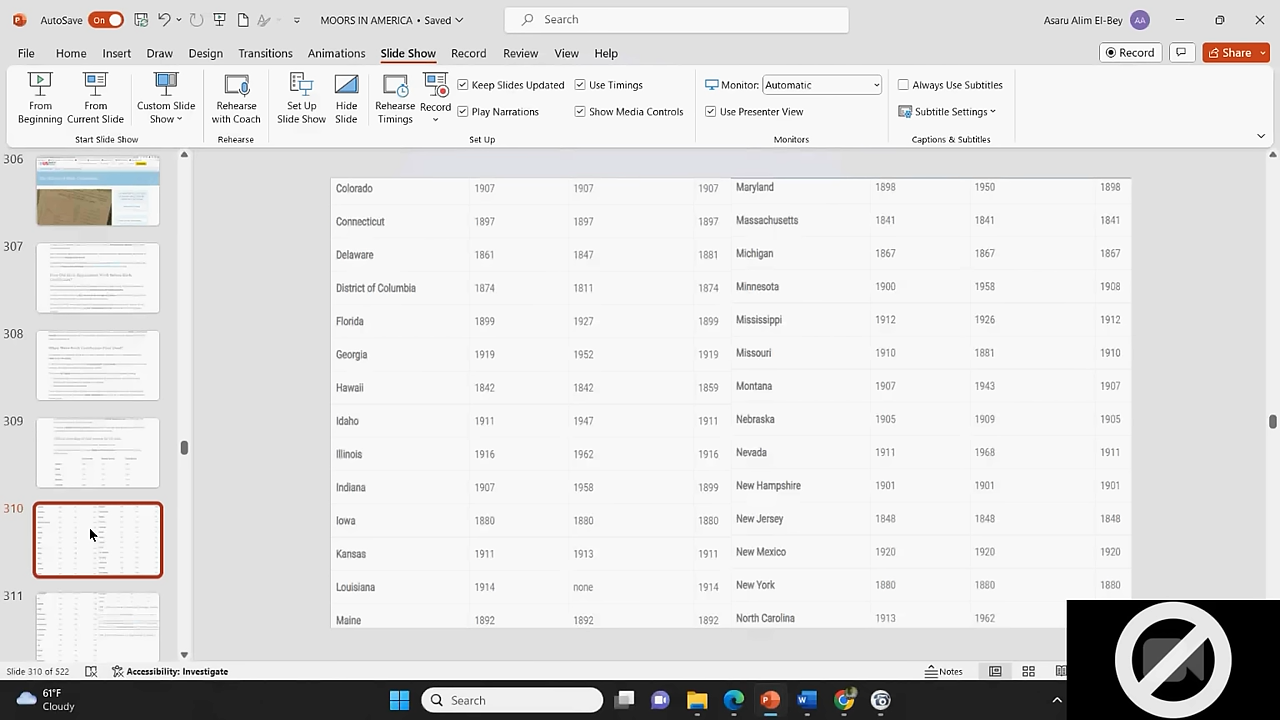 AutoSave On MOORS IN AMERICA • Saved Search Asaru Alim El-Bey AA
File Home Insert Draw Design Transitions Animations Slide Show Record Review View Help Record Share
From Beginning
From Current Slide
Custom Slide Show
Start Slide Show
Rehearse with Coach
Rehearse
Set Up Slide Show
Hide Slide
Rehearse Timings
Record
Keep Slides Updated
Play Narrations
Use Timings
Show Media Controls
Set Up
Monitor: Automatic
Use Presenter View
Monitors
Always Use Subtitles
Subtitle Settings
Captions & Subtitles
306
307
308
309
310
311
Colorado 1907 1907 1907 Maryland 1898 1950 1898
Connecticut 1897 1897 1897 Massachusetts 1841 1841 1841
Delaware 1861 1847 1881 Michigan 1867 1867 1867
District of Columbia 1874 1811 1874 Minnesota 1900 1958 1908
Florida 1899 1927 1899 Mississippi 1912 1926 1912
Georgia 1919 1952 1919 Missouri 1910 1881 1910
Hawaii 1842 1842 1859 Montana 1907 1943 1907
Idaho 1911 1947 1911 Nebraska 1905 1909 1905
Illinois 1916 1962 1916 Nevada 1911 1968 1911
Indiana 1907 1958 1899 New Hampshire 1901 1901 1901
Iowa 1880 1880 1880 New Jersey 1848 1848 1848
Kansas 1911 1913 1911 New Mexico 1920 1920 1920
Louisiana 1914 none 1914 New York 1880 1880 1880
Maine 1892 1892 1892 North Carolina 1913 1962
Slide 310 of 522 Accessibility: Investigate Notes
61°F
Cloudy
Search